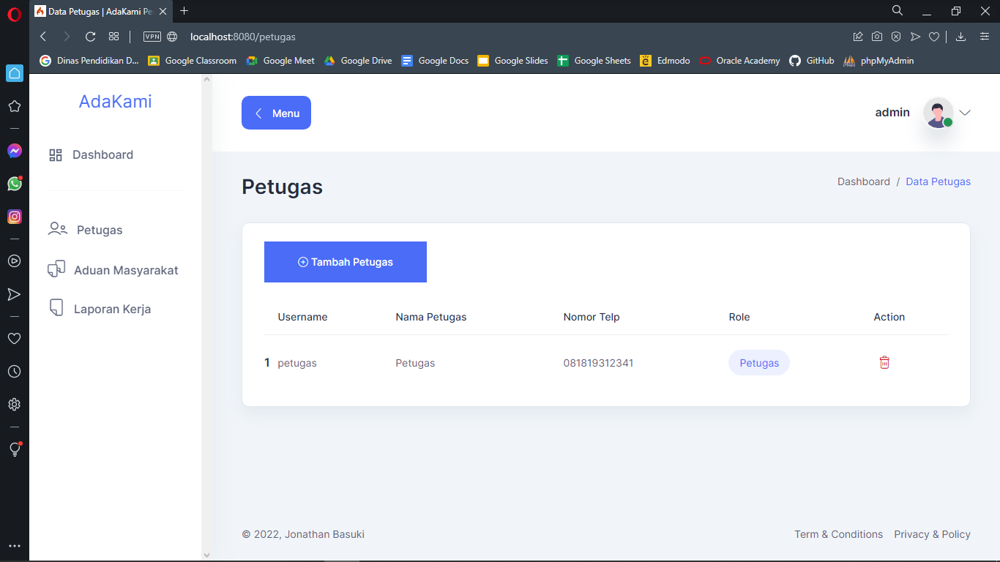 Data Petugas | AdaKami Pe
VPN localhost:8080/petugas
Dinas Pendidikan D... Google Classroom Google Meet Google Drive Google Docs Google Slides Google Sheets Edmodo Oracle Academy GitHub phpMyAdmin
AdaKami
Dashboard
Petugas
Aduan Masyarakat
Laporan Kerja
Menu
admin
Petugas
Dashboard / Data Petugas
Tambah Petugas
Username Nama Petugas Nomor Telp Role Action
1 petugas Petugas 081819312341 Petugas
© 2022, Jonathan Basuki
Term & Conditions Privacy & Policy